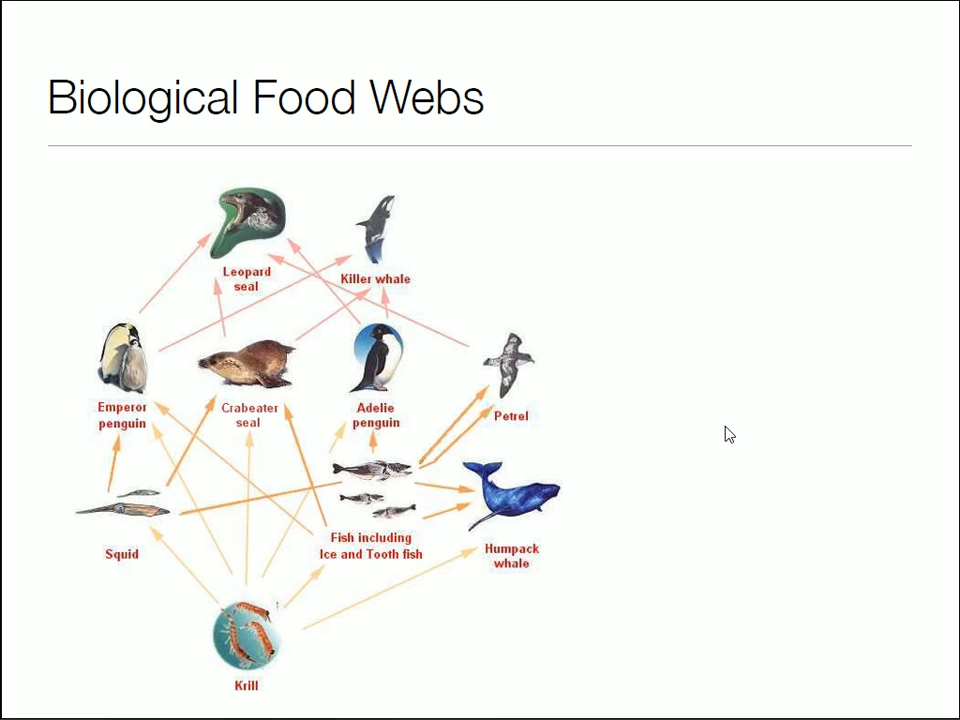 Biological Food Webs
Leopard
seal
Killer whale
Emperor
penguin
Crabeater
seal
Adelie
penguin
Petrel
Squid
Fish including
Ice and Tooth fish
Humpack
whale
Krill